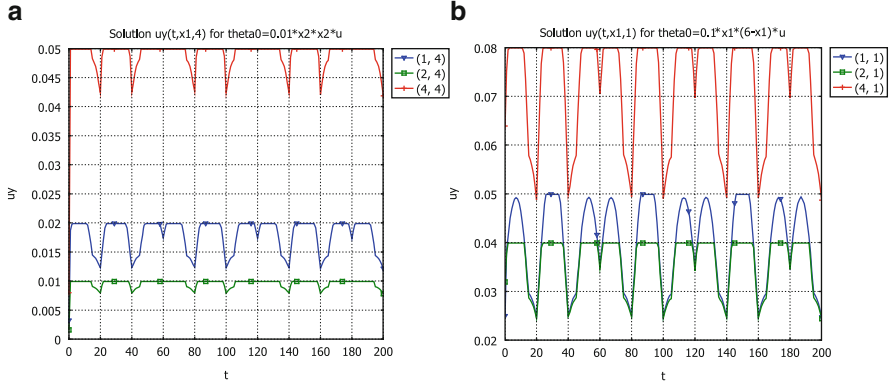 a
Solution uy(t,x1,4) for theta0=0.01*x2*x2*u
0.05
0.045
0.04
0.035
0.03
0.025
0.02
0.015
0.01
0.005
0
uy
0 20 40 60 80 100 120 140 160 180 200
t
(1, 4)
(2, 4)
(4, 4)
b
Solution uy(t,x1,1) for theta0=0.1*x1*(6-x1)*u
0.08
0.07
0.06
0.05
0.04
0.03
0.02
uy
0 20 40 60 80 100 120 140 160 180 200
t
(1, 1)
(2, 1)
(4, 1)